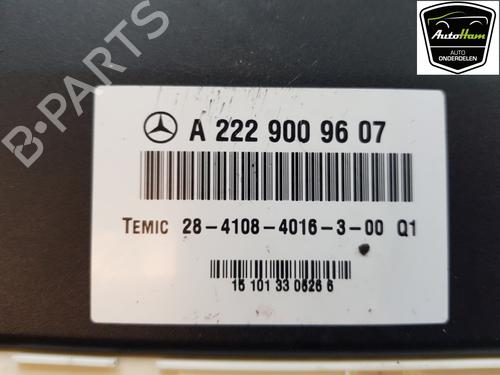 AutoHam
AUTO
ONDERDELEN
B-PARTS
A 222 900 96 07
TEMIC 28-4108-4016-3-00 Q1
15 101 33 0526 6